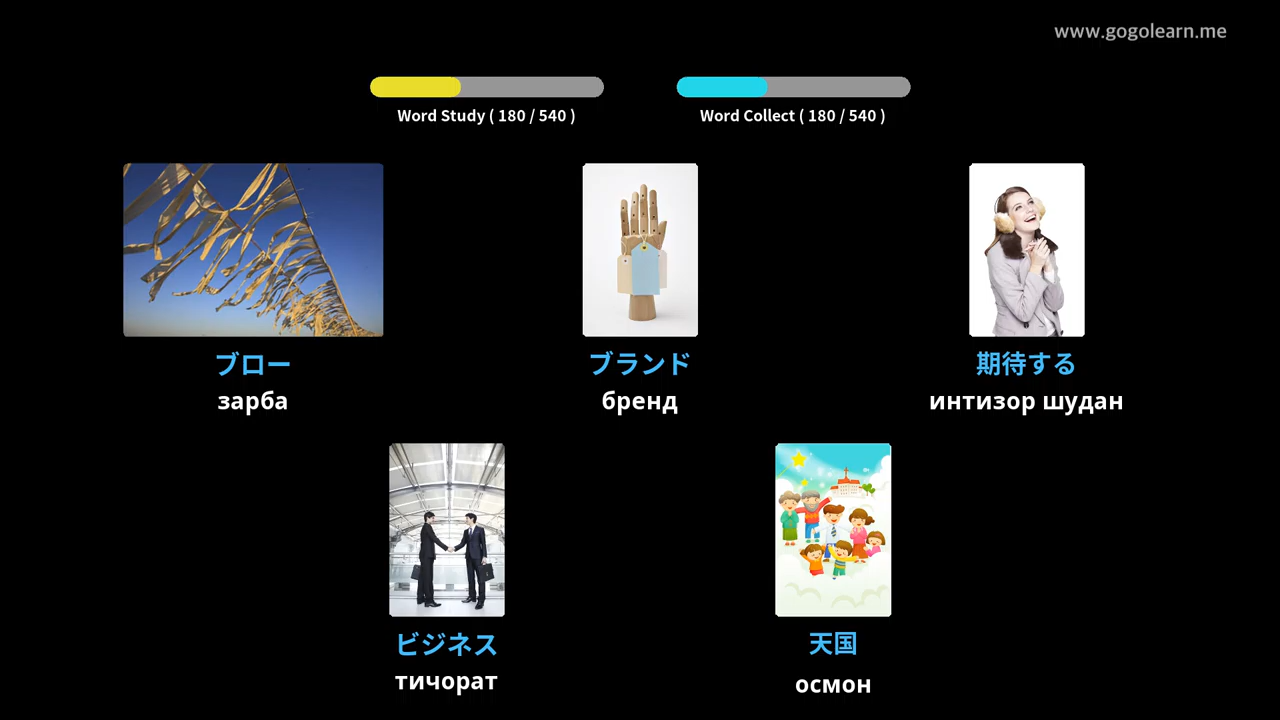 www.gogolearn.me
Word Study ( 180 / 540 )
Word Collect ( 180 / 540 )
ブロー
ブランド
期待する
зарба
бренд
интизор шудан
ビジネス
天国
тичорат
осмон